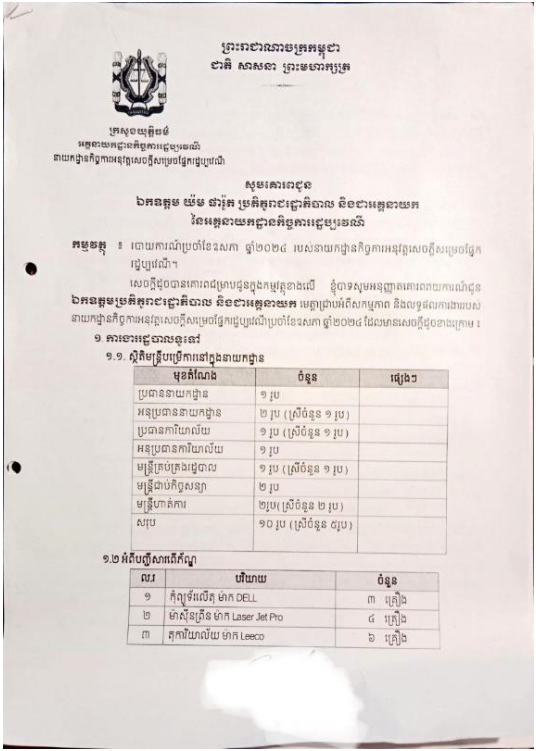 ព្រះរាជាណាចក្រកម្ពុជា
ជាតិ សាសនា ព្រះមហាក្សត្រ
ក្រសួងយុត្តិធម៌
អគ្គនាយកដ្ឋានកិច្ចការរដ្ឋប្បវេណី
នាយកដ្ឋានកិច្ចការអនុវត្តសេចក្តីសម្រេចផ្នែករដ្ឋប្បវេណី
សូមគោរពជូន
ឯកឧត្តម យ៉ម ផារ៉ុត ប្រតិភូរាជរដ្ឋាភិបាល និងជាអគ្គនាយក
នៃអគ្គនាយកដ្ឋានកិច្ចការរដ្ឋប្បវេណី
កម្មវត្ថុ ៖ របាយការណ៍ប្រចាំខែឧសភា ឆ្នាំ២០២៤ របស់នាយកដ្ឋានកិច្ចការអនុវត្តសេចក្តីសម្រេចផ្នែក
រដ្ឋប្បវេណី។
សេចក្តីដូចបានគោរពជម្រាបជូនក្នុងកម្មវត្ថុខាងលើ ខ្ញុំបាទសូមអនុញ្ញាតគោរពរាយការណ៍ជូន
ឯកឧត្តមប្រតិភូរាជរដ្ឋាភិបាល និងជាអគ្គនាយក មេត្តាជ្រាបអំពីសកម្មភាព និងលទ្ធផលការងាររបស់
នាយកដ្ឋានកិច្ចការអនុវត្តសេចក្តីសម្រេចផ្នែករដ្ឋប្បវេណីប្រចាំខែឧសភា ឆ្នាំ២០២៤ ដែលមានសេចក្តីដូចខាងក្រោម ៖
១ ការងាររដ្ឋបាលទូទៅ
១.១. ស្ថិតិមន្ត្រីបម្រើការនៅក្នុងនាយកដ្ឋាន
មុខតំណែង ចំនួន ផ្សេងៗ
ប្រធាននាយកដ្ឋាន ១ រូប
អនុប្រធាននាយកដ្ឋាន ២ រូប (ស្រីចំនួន ១ រូប)
ប្រធានការិយាល័យ ១ រូប (ស្រីចំនួន ១ រូប)
អនុប្រធានការិយាល័យ ១ រូប
មន្ត្រីគ្រប់គ្រងរដ្ឋបាល ១ រូប (ស្រីចំនួន ១ រូប)
មន្ត្រីជាប់កិច្ចសន្យា ២ រូប
មន្ត្រីហាត់ការ ២រូប(ស្រីចំនួន ២ រូប)
សរុប ១០ រូប (ស្រីចំនួន ៥រូប)
១.២ អំពីបញ្ជីសារពើភ័ណ្ឌ
ល.រ បរិយាយ ចំនួន
១ កុំព្យូទ័រលើតុ ម៉ាក DELL ៣ គ្រឿង
២ ម៉ាស៊ីនព្រីន ម៉ាក Laser Jet Pro ៤ គ្រឿង
៣ តុការិយាល័យ ម៉ាក Leeco ៦ គ្រឿង